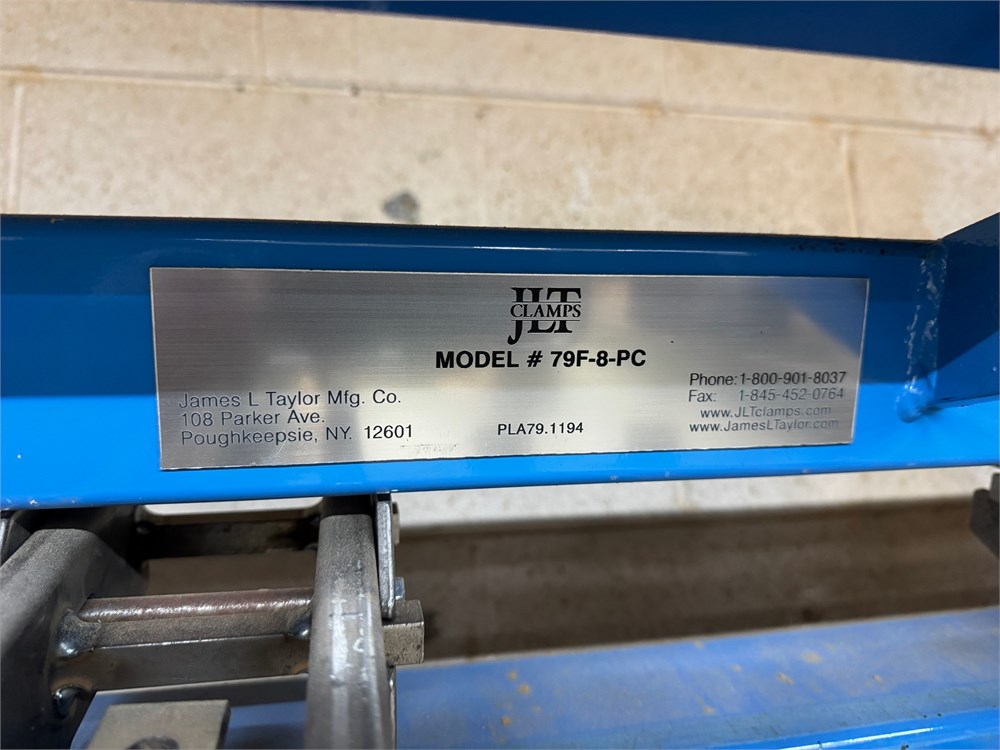 JLT
CLAMPS
MODEL # 79F-8-PC
James L Taylor Mfg. Co.
108 Parker Ave.
Poughkeepsie, NY. 12601
PLA79.1194
Phone: 1-800-901-8037
Fax: 1-845-452-0764
www.JLTclamps.com
www.JamesLTaylor.com